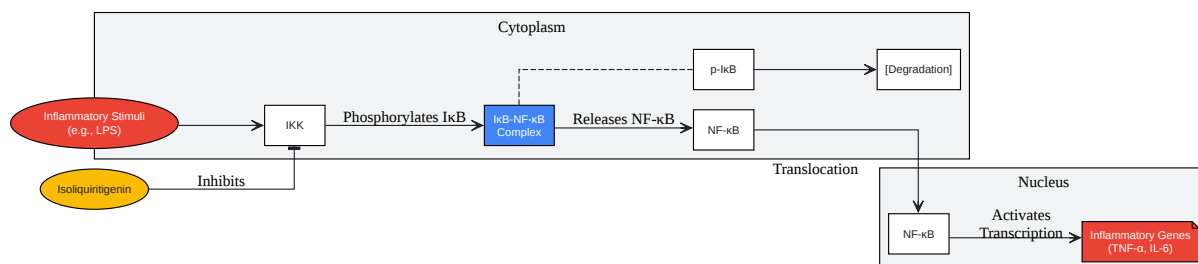 Cytoplasm
p-IκB
[Degradation]
Inflammatory Stimuli
(e.g., LPS)
IKK
Phosphorylates IκB
IκB-NF-κB
Complex
Releases NF-κB
NF-κB
Translocation
Isoliquiritigenin
Inhibits
Nucleus
NF-κB
Activates
Transcription
Inflammatory Genes
(TNF-α, IL-6)